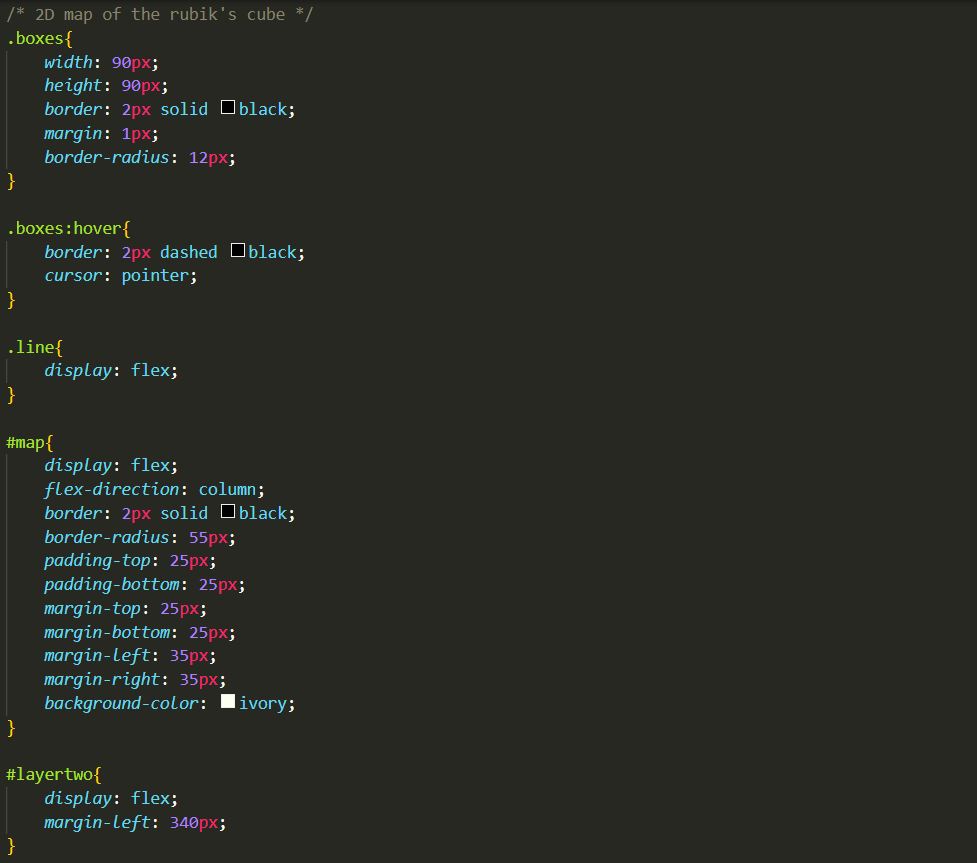 /* 2D map of the rubik's cube */
.boxes{
    width: 90px;
    height: 90px;
    border: 2px solid black;
    margin: 1px;
    border-radius: 12px;
}

.boxes:hover{
    border: 2px dashed black;
    cursor: pointer;
}

.line{
    display: flex;
}

#map{
    display: flex;
    flex-direction: column;
    border: 2px solid black;
    border-radius: 55px;
    padding-top: 25px;
    padding-bottom: 25px;
    margin-top: 25px;
    margin-bottom: 25px;
    margin-left: 35px;
    margin-right: 35px;
    background-color: ivory;
}

#layertwo{
    display: flex;
    margin-left: 340px;
}